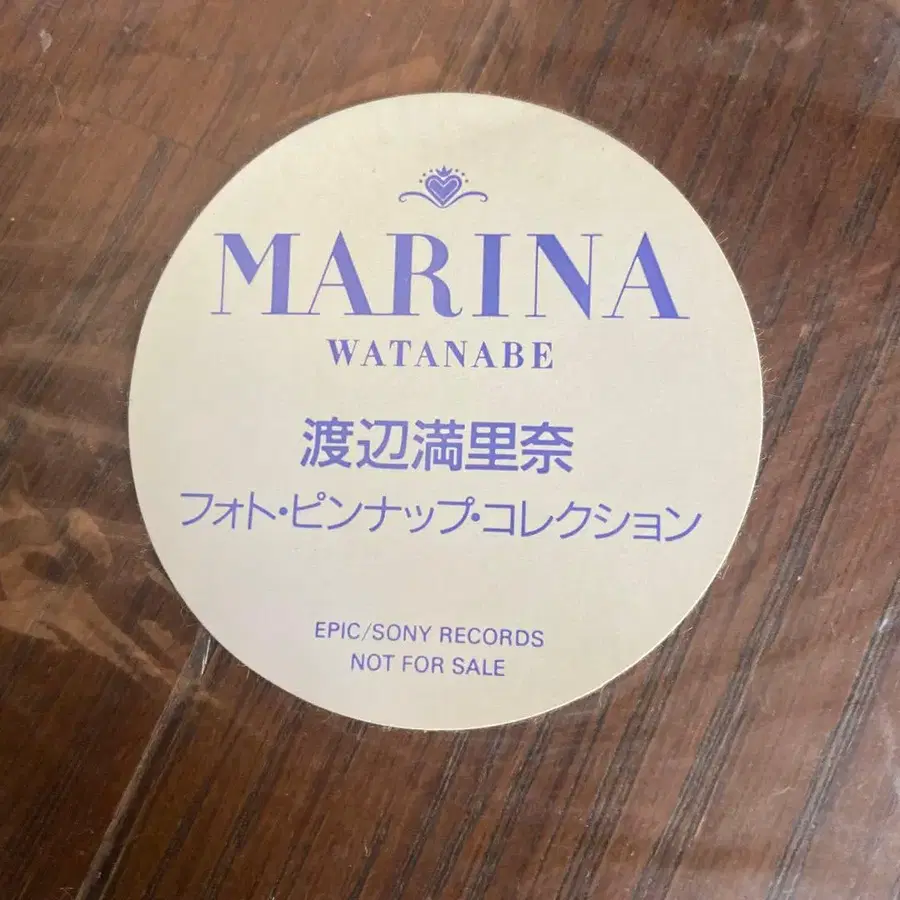 MARINA
WATANABE
渡辺満里奈
フォト・ピンナップ・コレクション
EPIC/SONY RECORDS
NOT FOR SALE